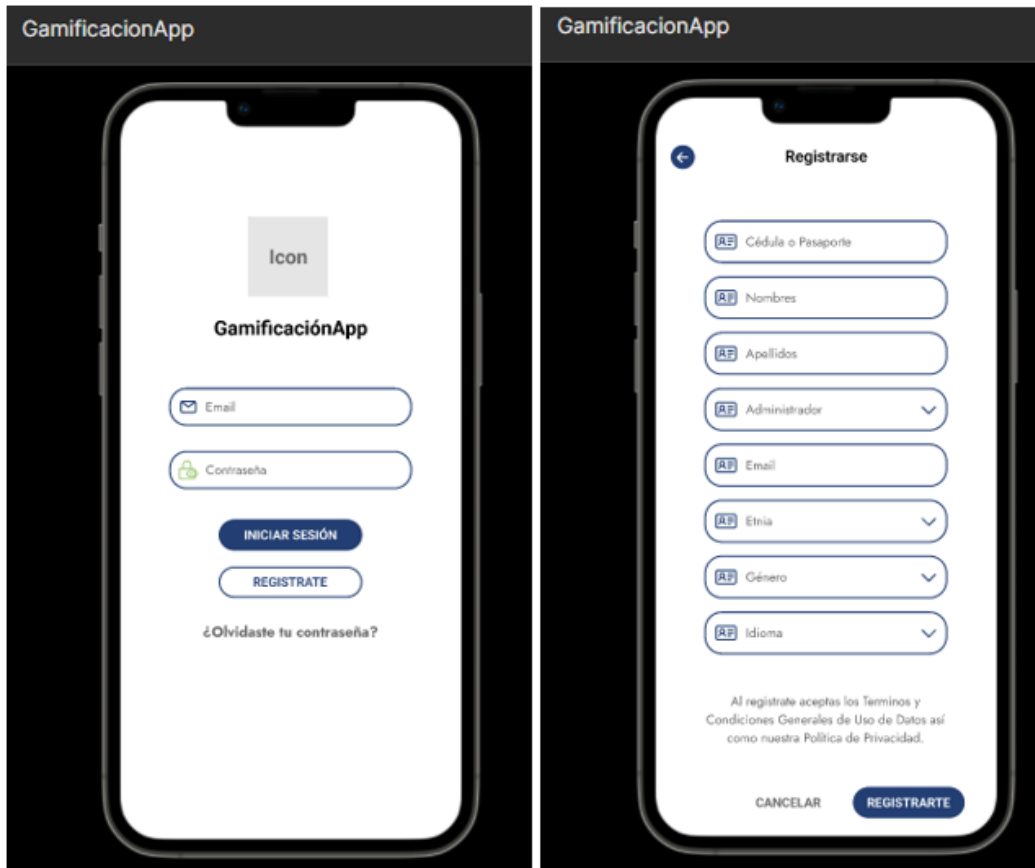 GamificacionApp
Icon
GamificaciónApp
Email
Contraseña
INICIAR SESIÓN
REGISTRATE
¿Olvidaste tu contraseña?
GamificacionApp
Registrarse
Cédula o Pasaporte
Nombres
Apellidos
Administrador
Email
Etnia
Género
Idioma
Al registrate aceptas los Terminos y
Condiciones Generales de Uso de Datos así
como nuestra Política de Privacidad.
CANCELAR
REGISTRARTE